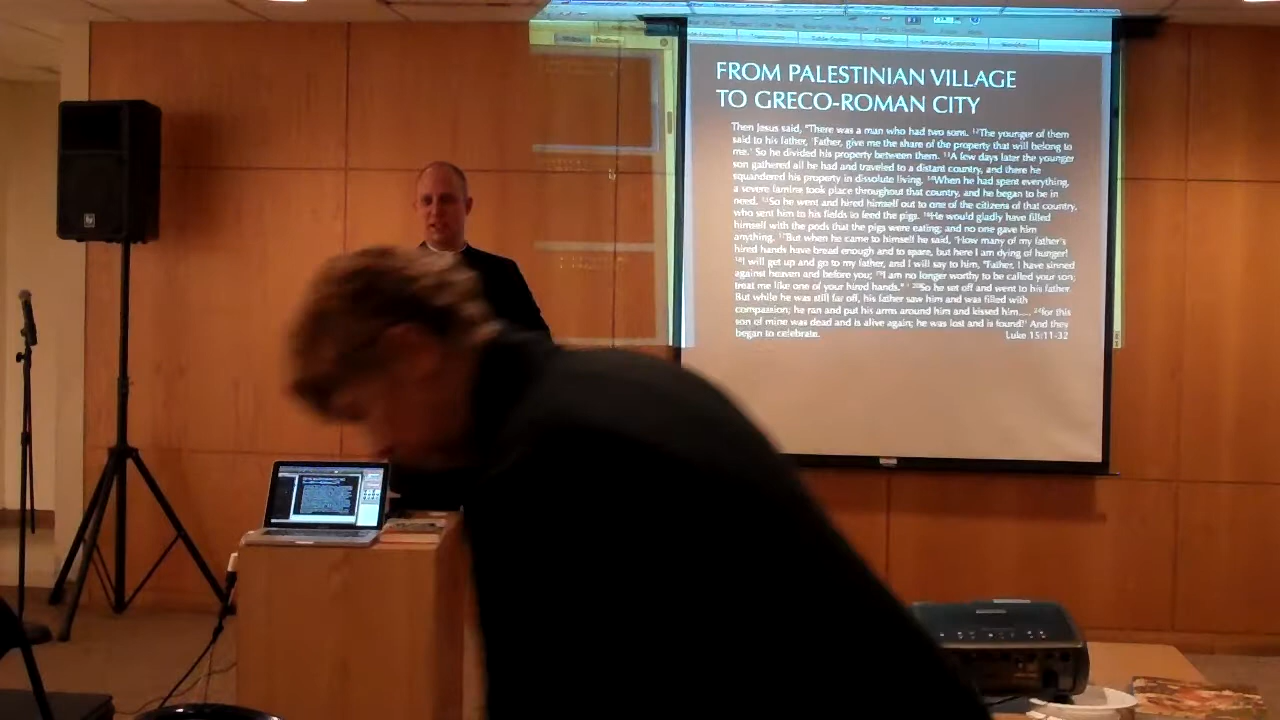 FROM PALESTINIAN VILLAGE
TO GRECO-ROMAN CITY
Then Jesus said, "There was a man who had two sons. 12The younger of them
said to his father, 'Father, give me the share of the property that will belong to
me.' So he divided his property between them. 13A few days later the younger
son gathered all he had and traveled to a distant country, and there he
squandered his property in dissolute living. 14When he had spent everything,
a severe famine took place throughout that country, and he began to be in
need. 15So he went and hired himself out to one of the citizens of that country,
who sent him to his fields to feed the pigs. 16He would gladly have filled
himself with the pods that the pigs were eating; and no one gave him
anything. 17But when he came to himself he said, 'How many of my father's
hired hands have bread enough and to spare, but here I am dying of hunger!
18I will get up and go to my father, and I will say to him, "Father, I have sinned
against heaven and before you; 19I am no longer worthy to be called your son;
treat me like one of your hired hands."' 20So he set off and went to his father.
But while he was still far off, his father saw him and was filled with
compassion; he ran and put his arms around him and kissed him.... 24for this
son of mine was dead and is alive again; he was lost and is found!' And they
began to celebrate. Luke 15:11-32